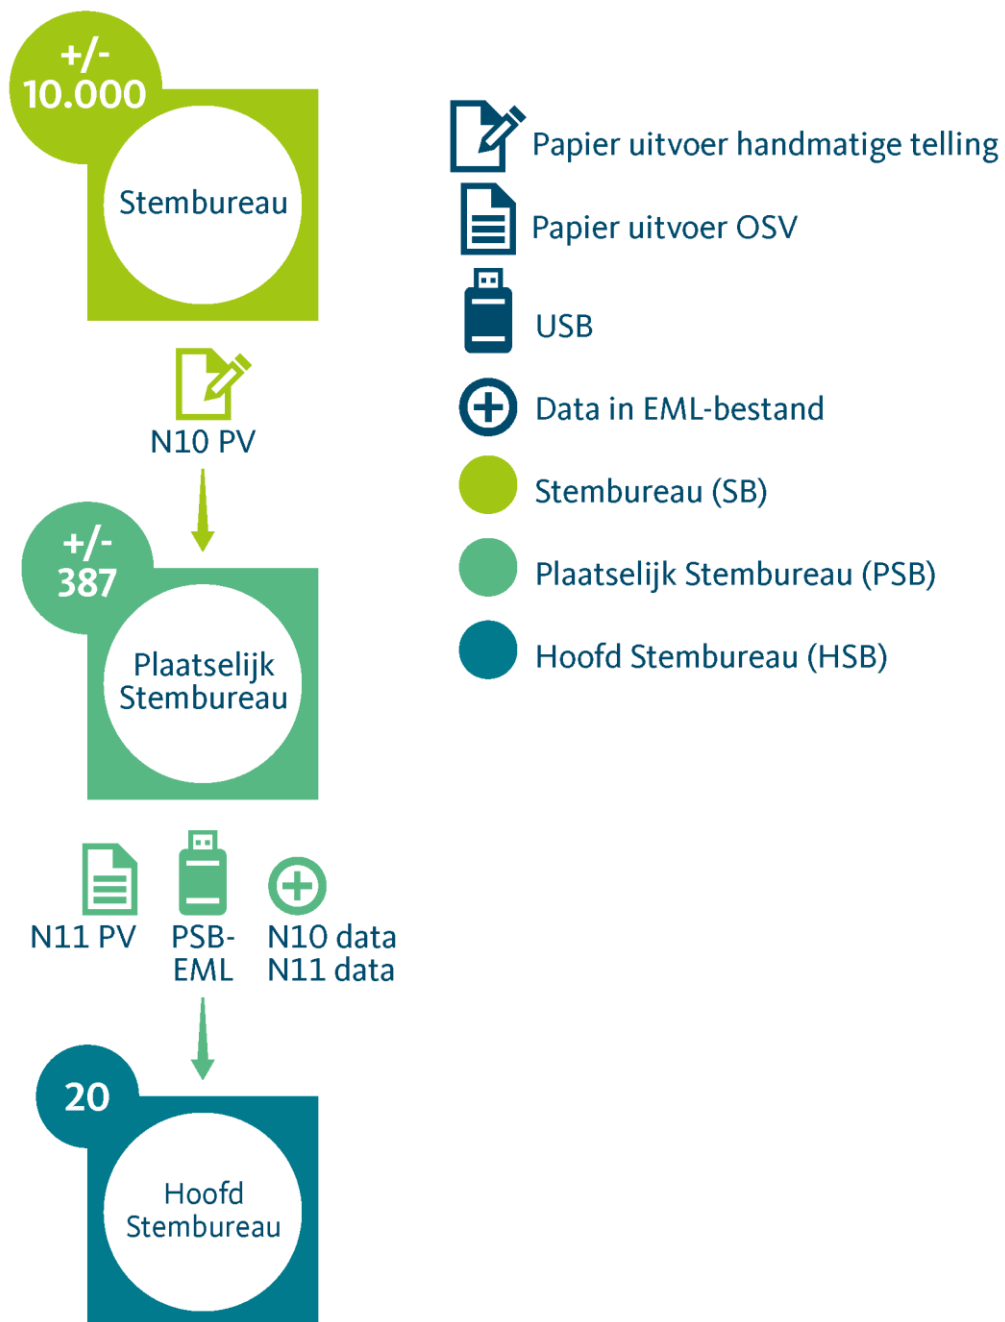 +/-
10.000
Stembureau
N10 PV
+/-
387
Plaatselijk
Stembureau
N11 PV
PSB-
EML
N10 data
N11 data
20
Hoofd
Stembureau
Papier uitvoer handmatige telling
Papier uitvoer OSV
USB
Data in EML-bestand
Stembureau (SB)
Plaatselijk Stembureau (PSB)
Hoofd Stembureau (HSB)